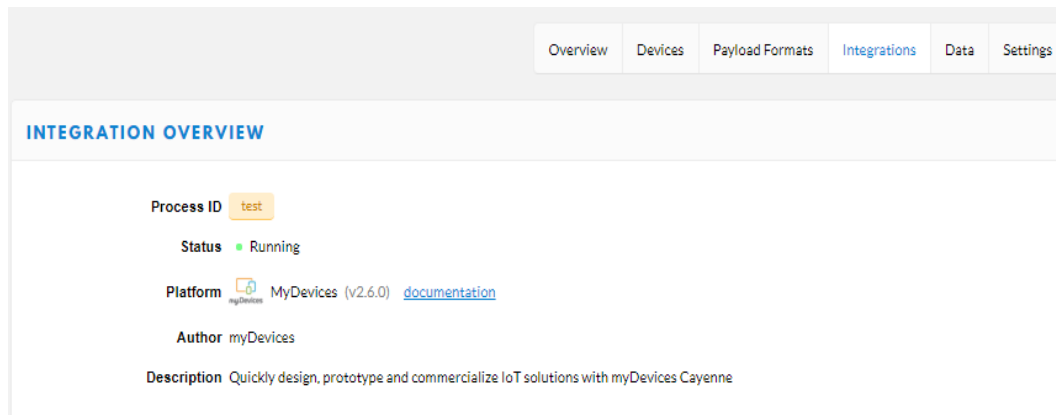 Overview Devices Payload Formats Integrations Data Settings
INTEGRATION OVERVIEW
Process ID test
Status Running
Platform myDevices MyDevices (v2.6.0) documentation
Author myDevices
Description Quickly design, prototype and commercialize IoT solutions with myDevices Cayenne